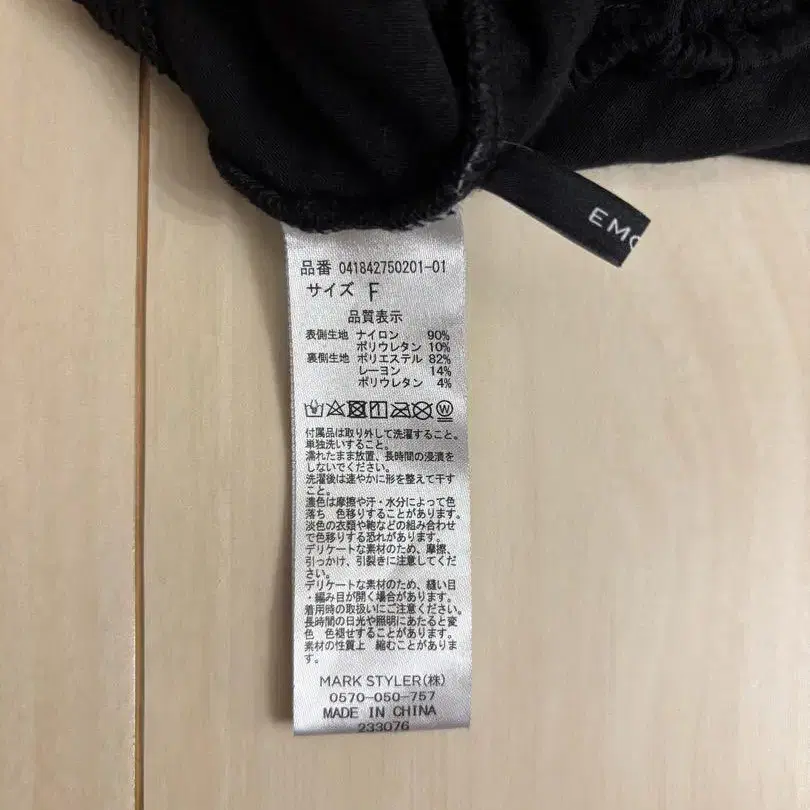 EMO
品番 041842750201-01
サイズ F
品質表示
表側生地 ナイロン 90%
ポリウレタン 10%
裏側生地 ポリエステル 82%
レーヨン 14%
ポリウレタン 4%
付属品は取り外して洗濯すること。
単独洗いすること。
濡れたまま放置、長時間の浸漬を
しないでください。
洗濯後は速やかに形を整えて干す
こと。
濃色は摩擦や汗・水分によって色
落ち 色移りすることがあります。
淡色の衣類や鞄などの組み合わせ
で色移りする恐れがあります。
デリケートな素材のため、摩擦、
引っかけ、引裂きに注意してくだ
さい。
デリケートな素材のため、縫い目
・編み目が開く場合があります。
着用時の取扱いにご注意ください。
長時間の日光や照明にあたると変
色 色褪せすることがあります。
素材の性質上 縮むことがありま
す。
MARK STYLER(株)
0570-050-757
MADE IN CHINA
233076